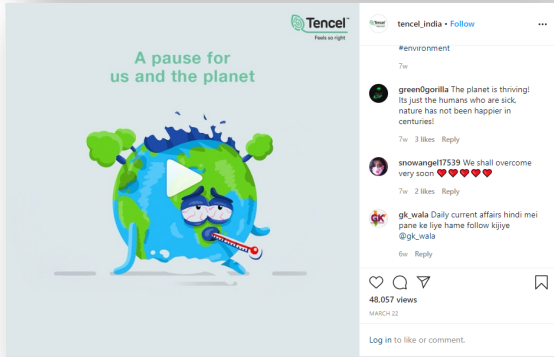 Tencel™
Feels so right
A pause for
us and the planet
Tencel
tencel_india • Follow
#environment
7w
green0gorilla The planet is thriving!
Its just the humans who are sick,
nature has not been happier in
centuries!
7w 3 likes Reply
snowangel17539 We shall overcome
very soon ❤❤❤❤❤
7w 2 likes Reply
GK
gk_wala Daily current affairs hindi mei
pane ke liye hame follow kijiye
@gk_wala
6w Reply
48,057 views
MARCH 22
Log in to like or comment.